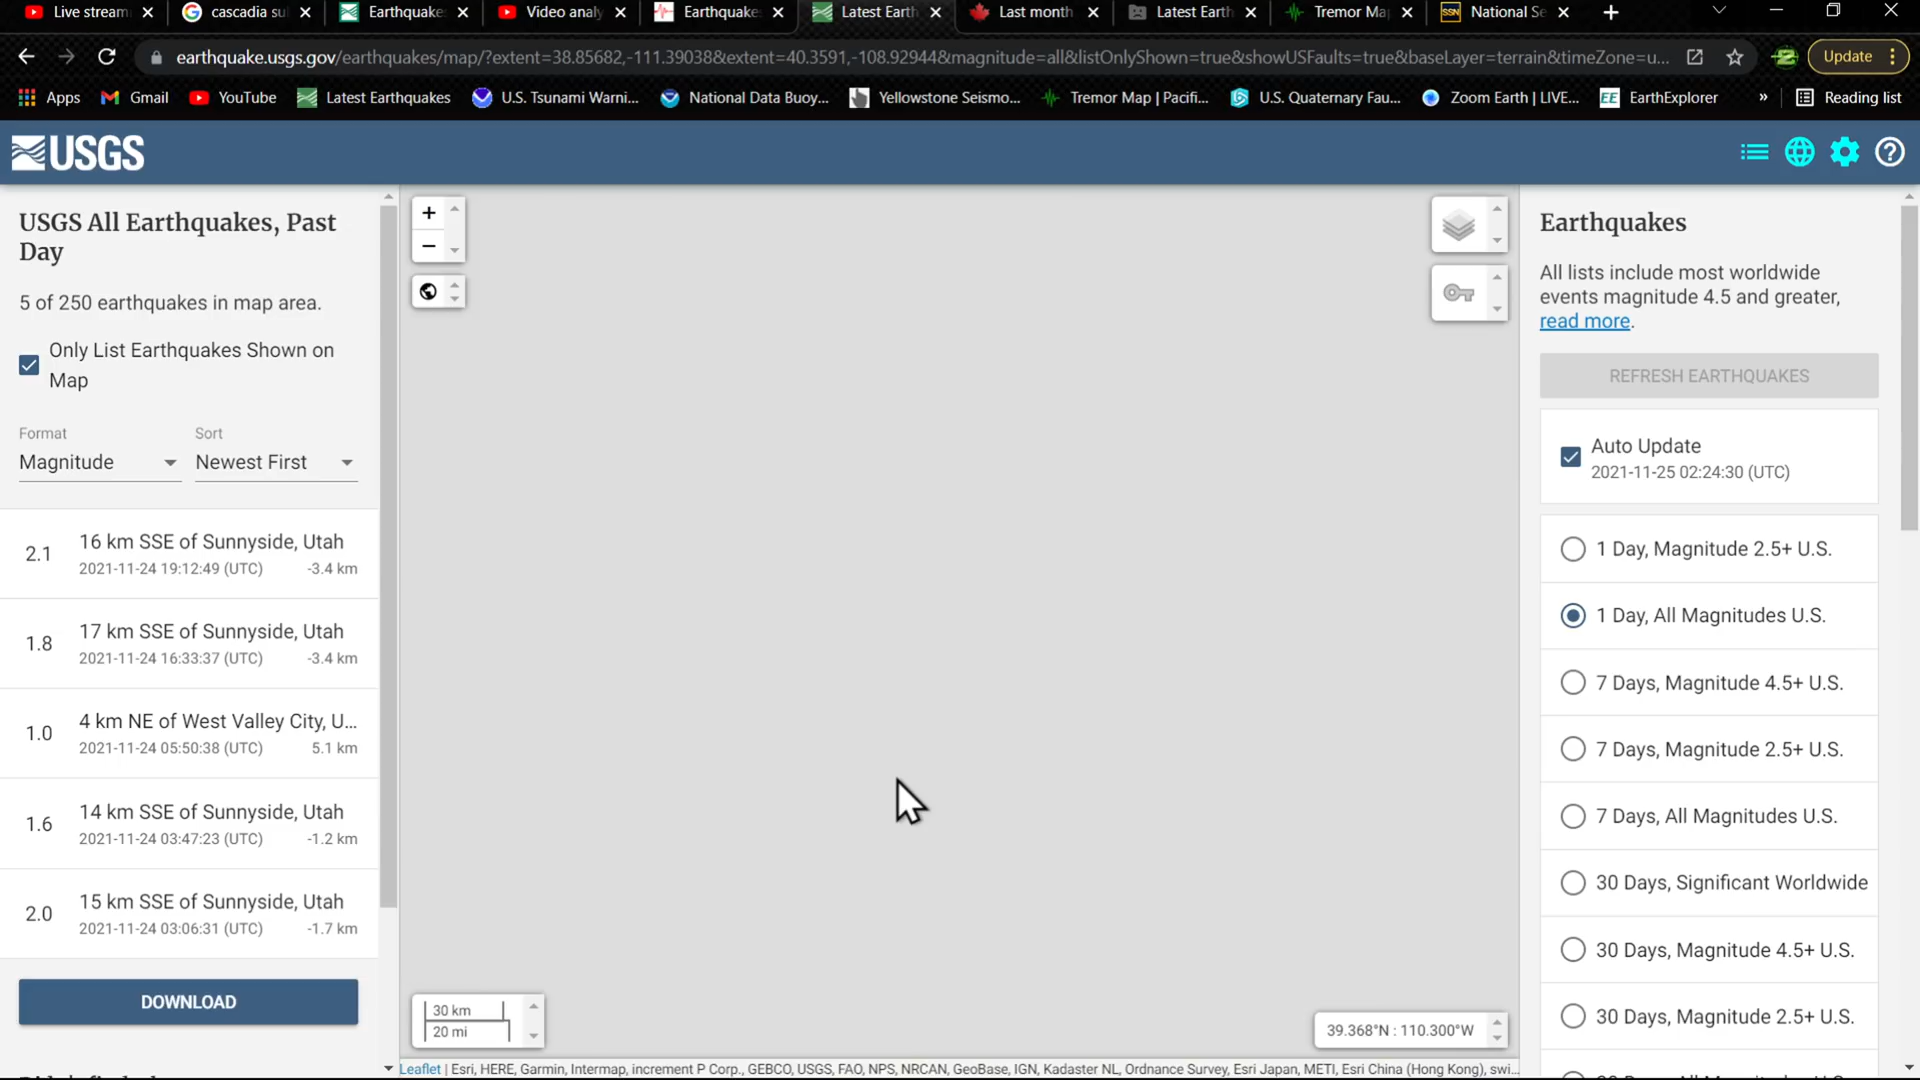 Live stream
cascadia su
Earthquake
Video analy
Earthquake
Latest Earth
Last month
Latest Earth
Tremor Ma
SSN
National Se
earthquake.usgs.gov/earthquakes/map/?extent=38.85682,-111.39038&extent=40.3591,-108.92944&magnitude=all&listOnlyShown=true&showUSFaults=true&baseLayer=terrain&timeZone=u...
Update
Apps
Gmail
YouTube
Latest Earthquakes
U.S. Tsunami Warni...
National Data Buoy...
Yellowstone Seismo...
Tremor Map | Pacifi...
U.S. Quaternary Fau...
Zoom Earth | LIVE...
EE
EarthExplorer
»
Reading list
USGS
USGS All Earthquakes, Past
Day
5 of 250 earthquakes in map area.
Only List Earthquakes Shown on
Map
Format
Sort
Magnitude
Newest First
2.1
16 km SSE of Sunnyside, Utah
2021-11-24 19:12:49 (UTC)
-3.4 km
1.8
17 km SSE of Sunnyside, Utah
2021-11-24 16:33:37 (UTC)
-3.4 km
1.0
4 km NE of West Valley City, U...
2021-11-24 05:50:38 (UTC)
5.1 km
1.6
14 km SSE of Sunnyside, Utah
2021-11-24 03:47:23 (UTC)
-1.2 km
2.0
15 km SSE of Sunnyside, Utah
2021-11-24 03:06:31 (UTC)
-1.7 km
DOWNLOAD
+
−
30 km
20 mi
39.368°N : 110.300°W
Leaflet | Esri, HERE, Garmin, Intermap, increment P Corp., GEBCO, USGS, FAO, NPS, NRCAN, GeoBase, IGN, Kadaster NL, Ordnance Survey, Esri Japan, METI, Esri China (Hong Kong), swi...
Earthquakes
All lists include most worldwide
events magnitude 4.5 and greater,
read more.
REFRESH EARTHQUAKES
Auto Update
2021-11-25 02:24:30 (UTC)
1 Day, Magnitude 2.5+ U.S.
1 Day, All Magnitudes U.S.
7 Days, Magnitude 4.5+ U.S.
7 Days, Magnitude 2.5+ U.S.
7 Days, All Magnitudes U.S.
30 Days, Significant Worldwide
30 Days, Magnitude 4.5+ U.S.
30 Days, Magnitude 2.5+ U.S.